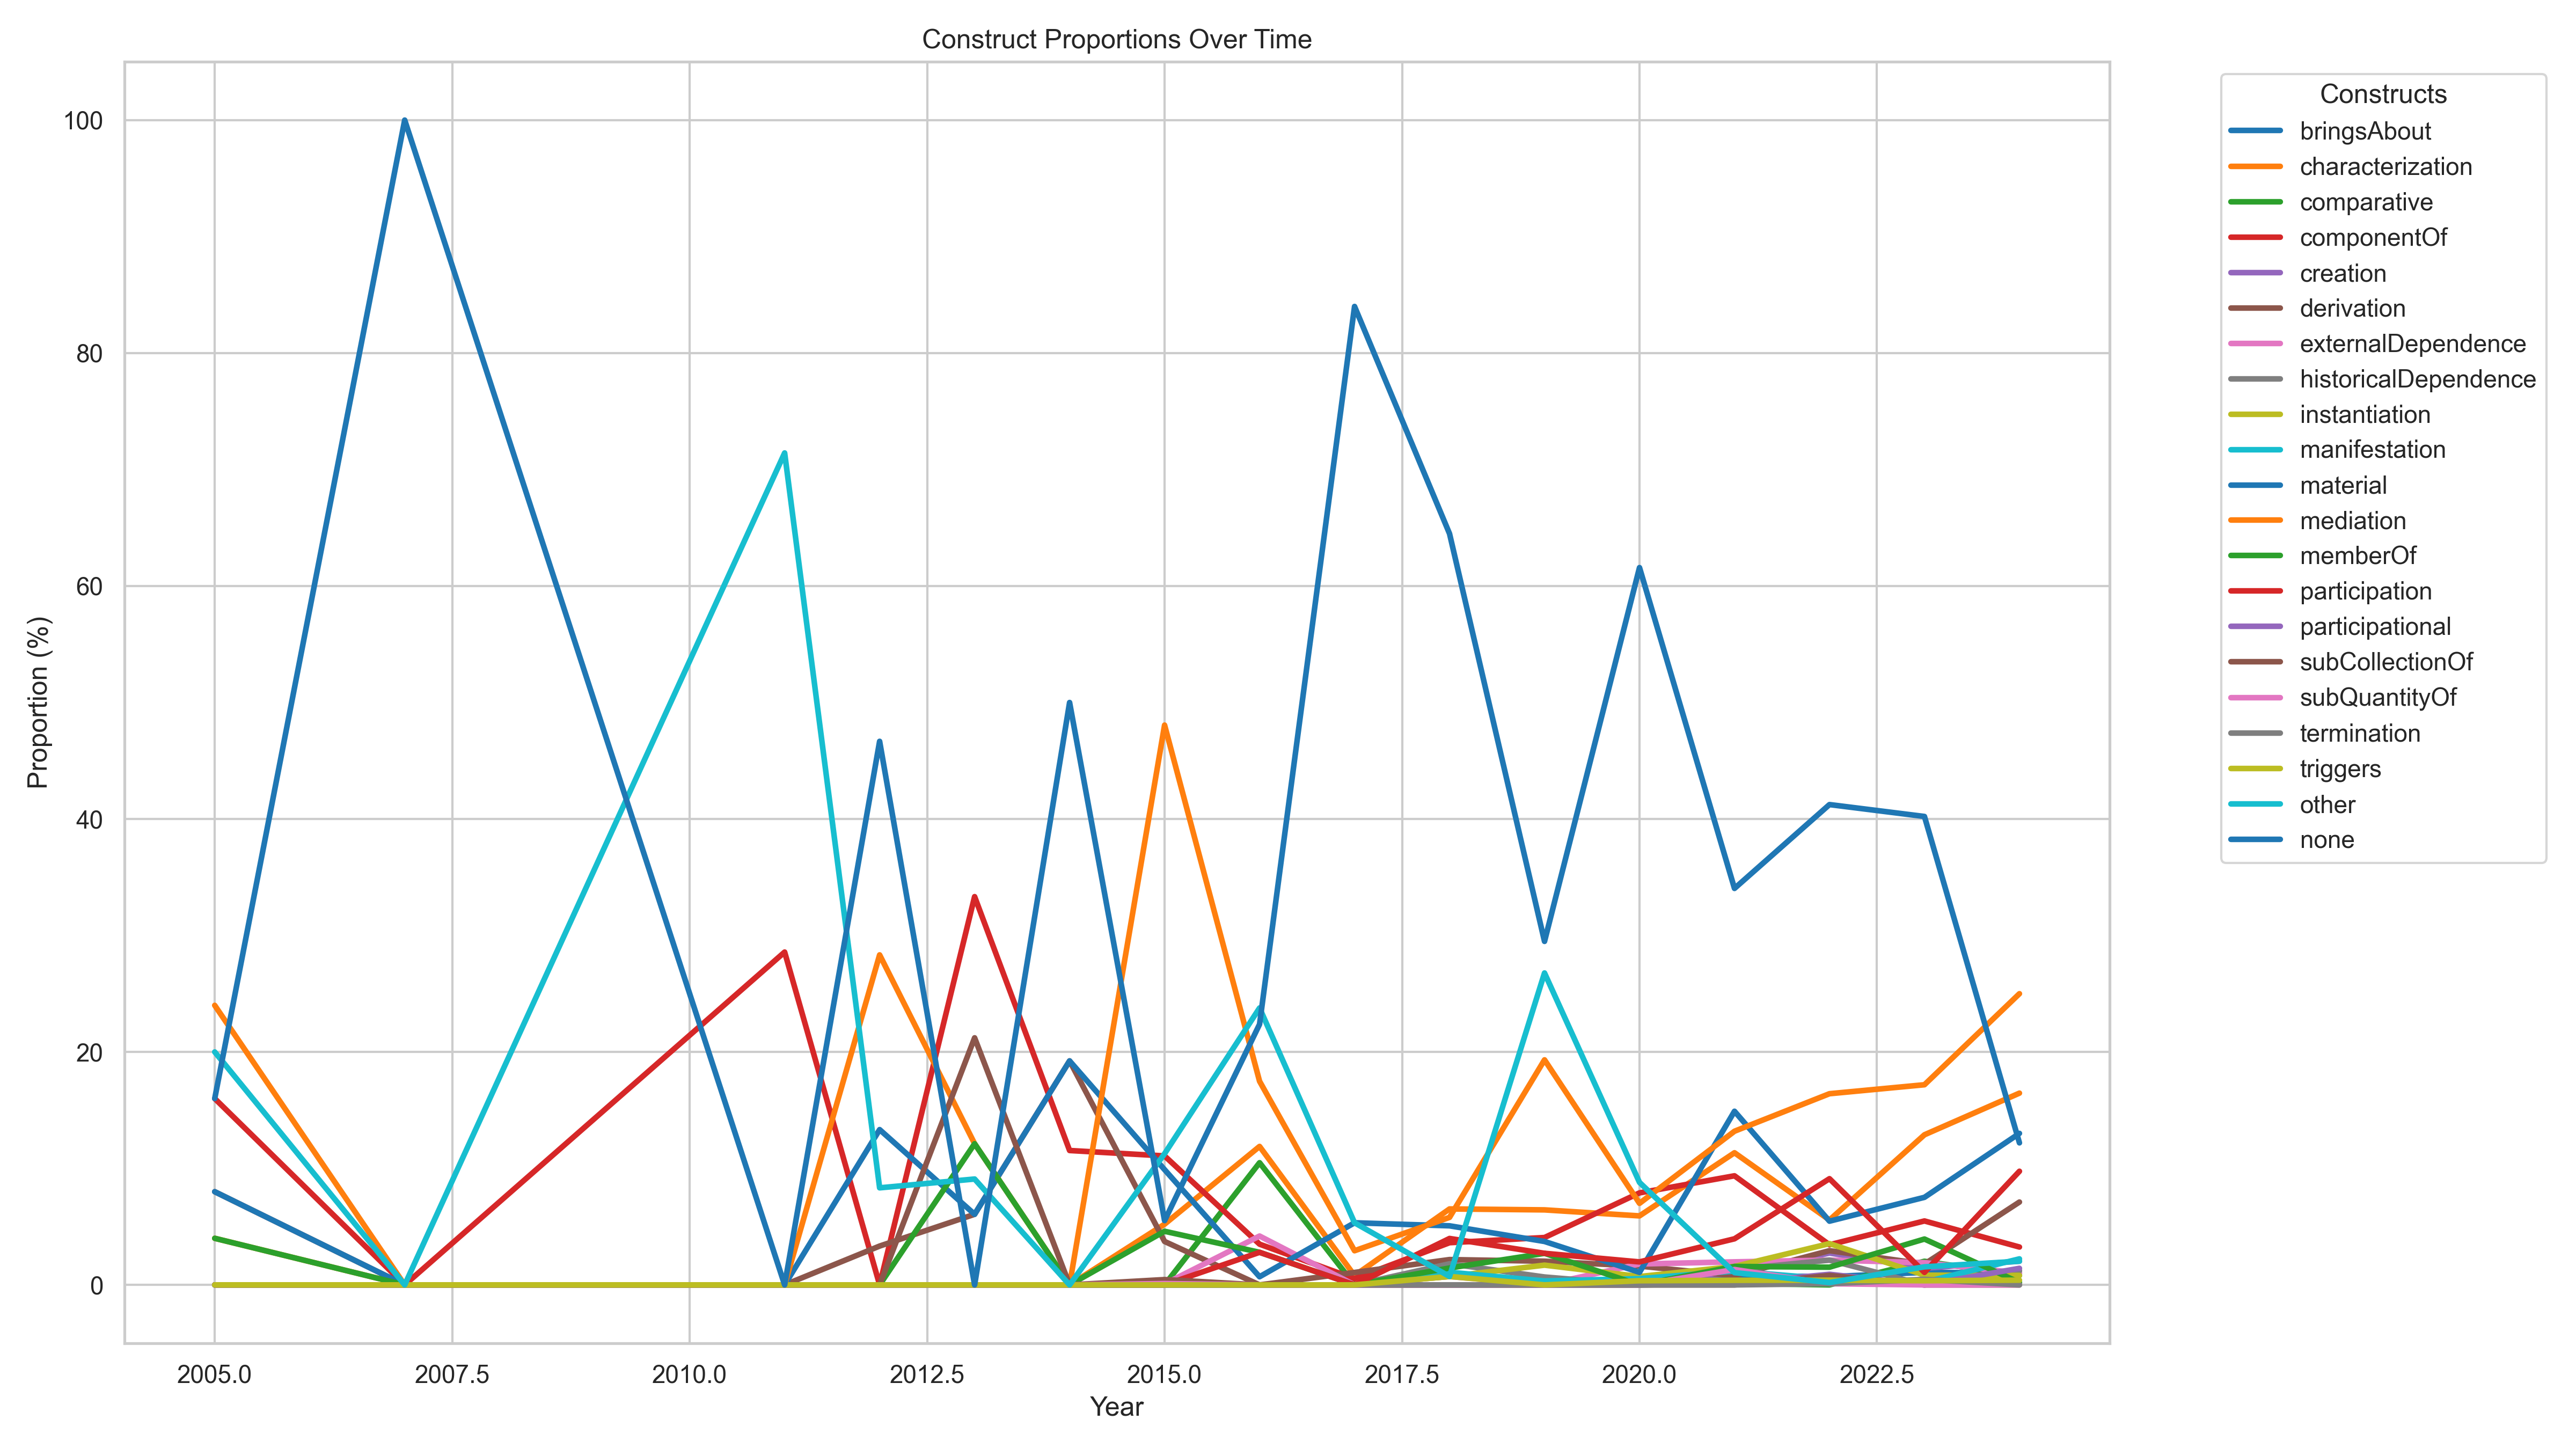 Construct Proportions Over Time
Proportion (%)
100
80
60
40
20
0
2005.0 2007.5 2010.0 2012.5 2015.0 2017.5 2020.0 2022.5
Year
Constructs
bringsAbout
characterization
comparative
componentOf
creation
derivation
externalDependence
historicalDependence
instantiation
manifestation
material
mediation
memberOf
participation
participational
subCollectionOf
subQuantityOf
termination
triggers
other
none